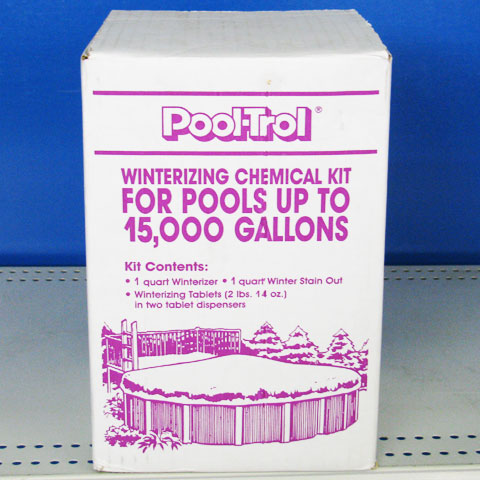 Pool-Trol®
WINTERIZING CHEMICAL KIT
FOR POOLS UP TO
15,000 GALLONS
Kit Contents:
• 1 quart Winterizer • 1 quart Winter Stain Out
• Winterizing Tablets (2 lbs. 14 oz.)
in two tablet dispensers